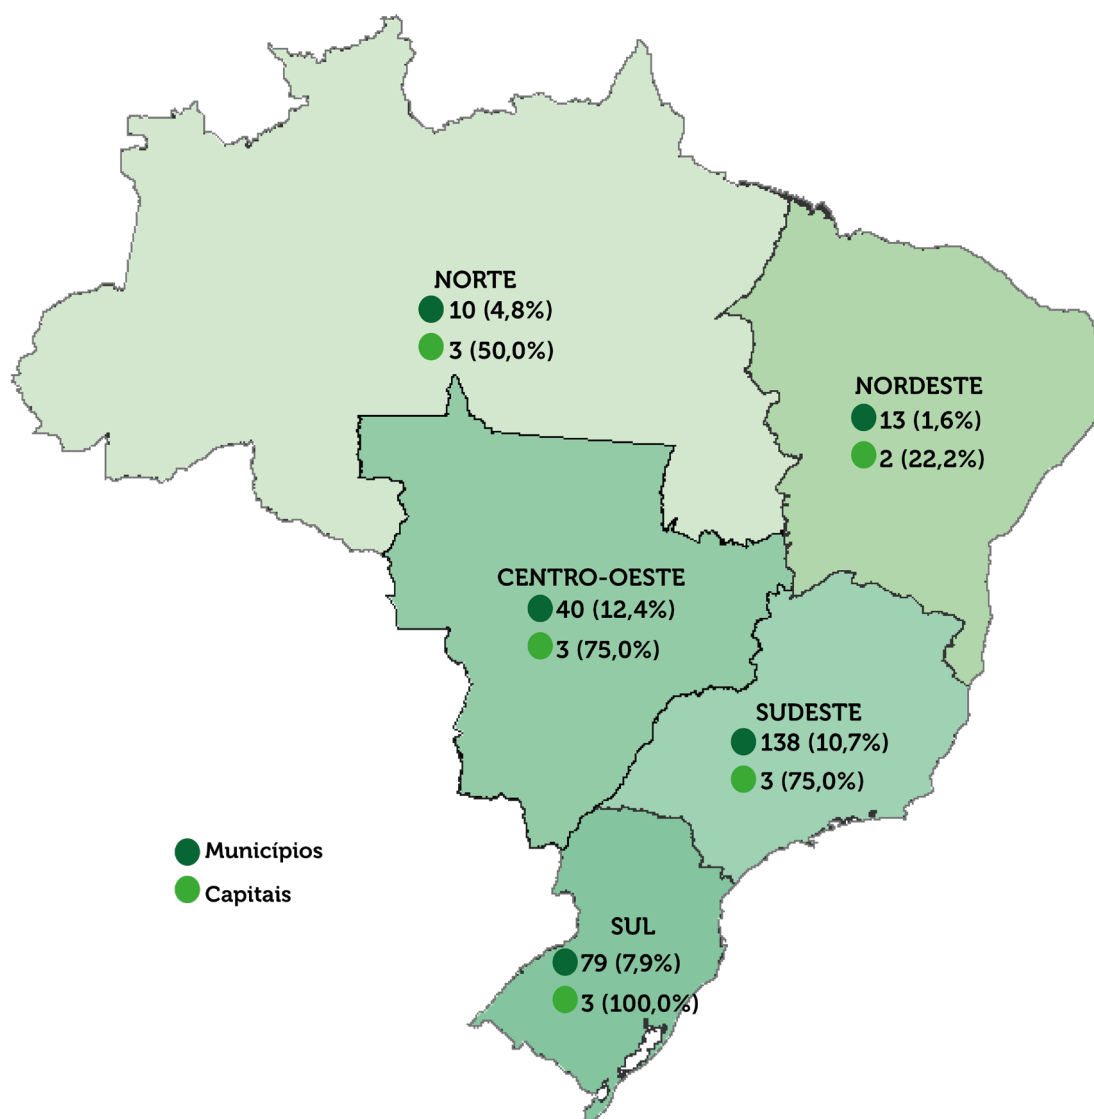 NORTE
10 (4,8%)
3 (50,0%)
NORDESTE
13 (1,6%)
2 (22,2%)
CENTRO-OESTE
40 (12,4%)
3 (75,0%)
SUDESTE
138 (10,7%)
3 (75,0%)
Municípios
Capitais
SUL
79 (7,9%)
3 (100,0%)